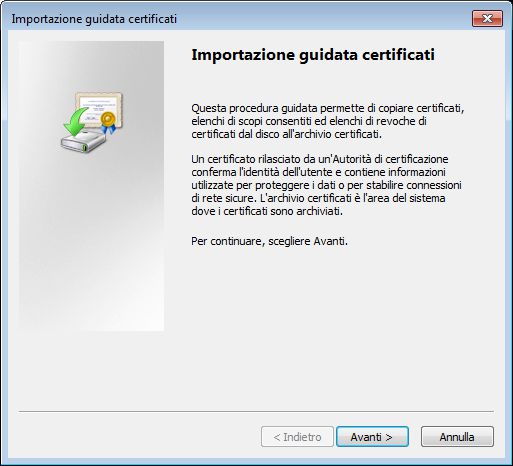 Importazione guidata certificati
Importazione guidata certificati
Questa procedura guidata permette di copiare certificati,
elenchi di scopi consentiti ed elenchi di revoche di
certificati dal disco all'archivio certificati.
Un certificato rilasciato da un'Autorità di certificazione
conferma l'identità dell'utente e contiene informazioni
utilizzate per proteggere i dati o per stabilire connessioni
di rete sicure. L'archivio certificati è l'area del sistema
dove i certificati sono archiviati.
Per continuare, scegliere Avanti.
< Indietro
Avanti >
Annulla